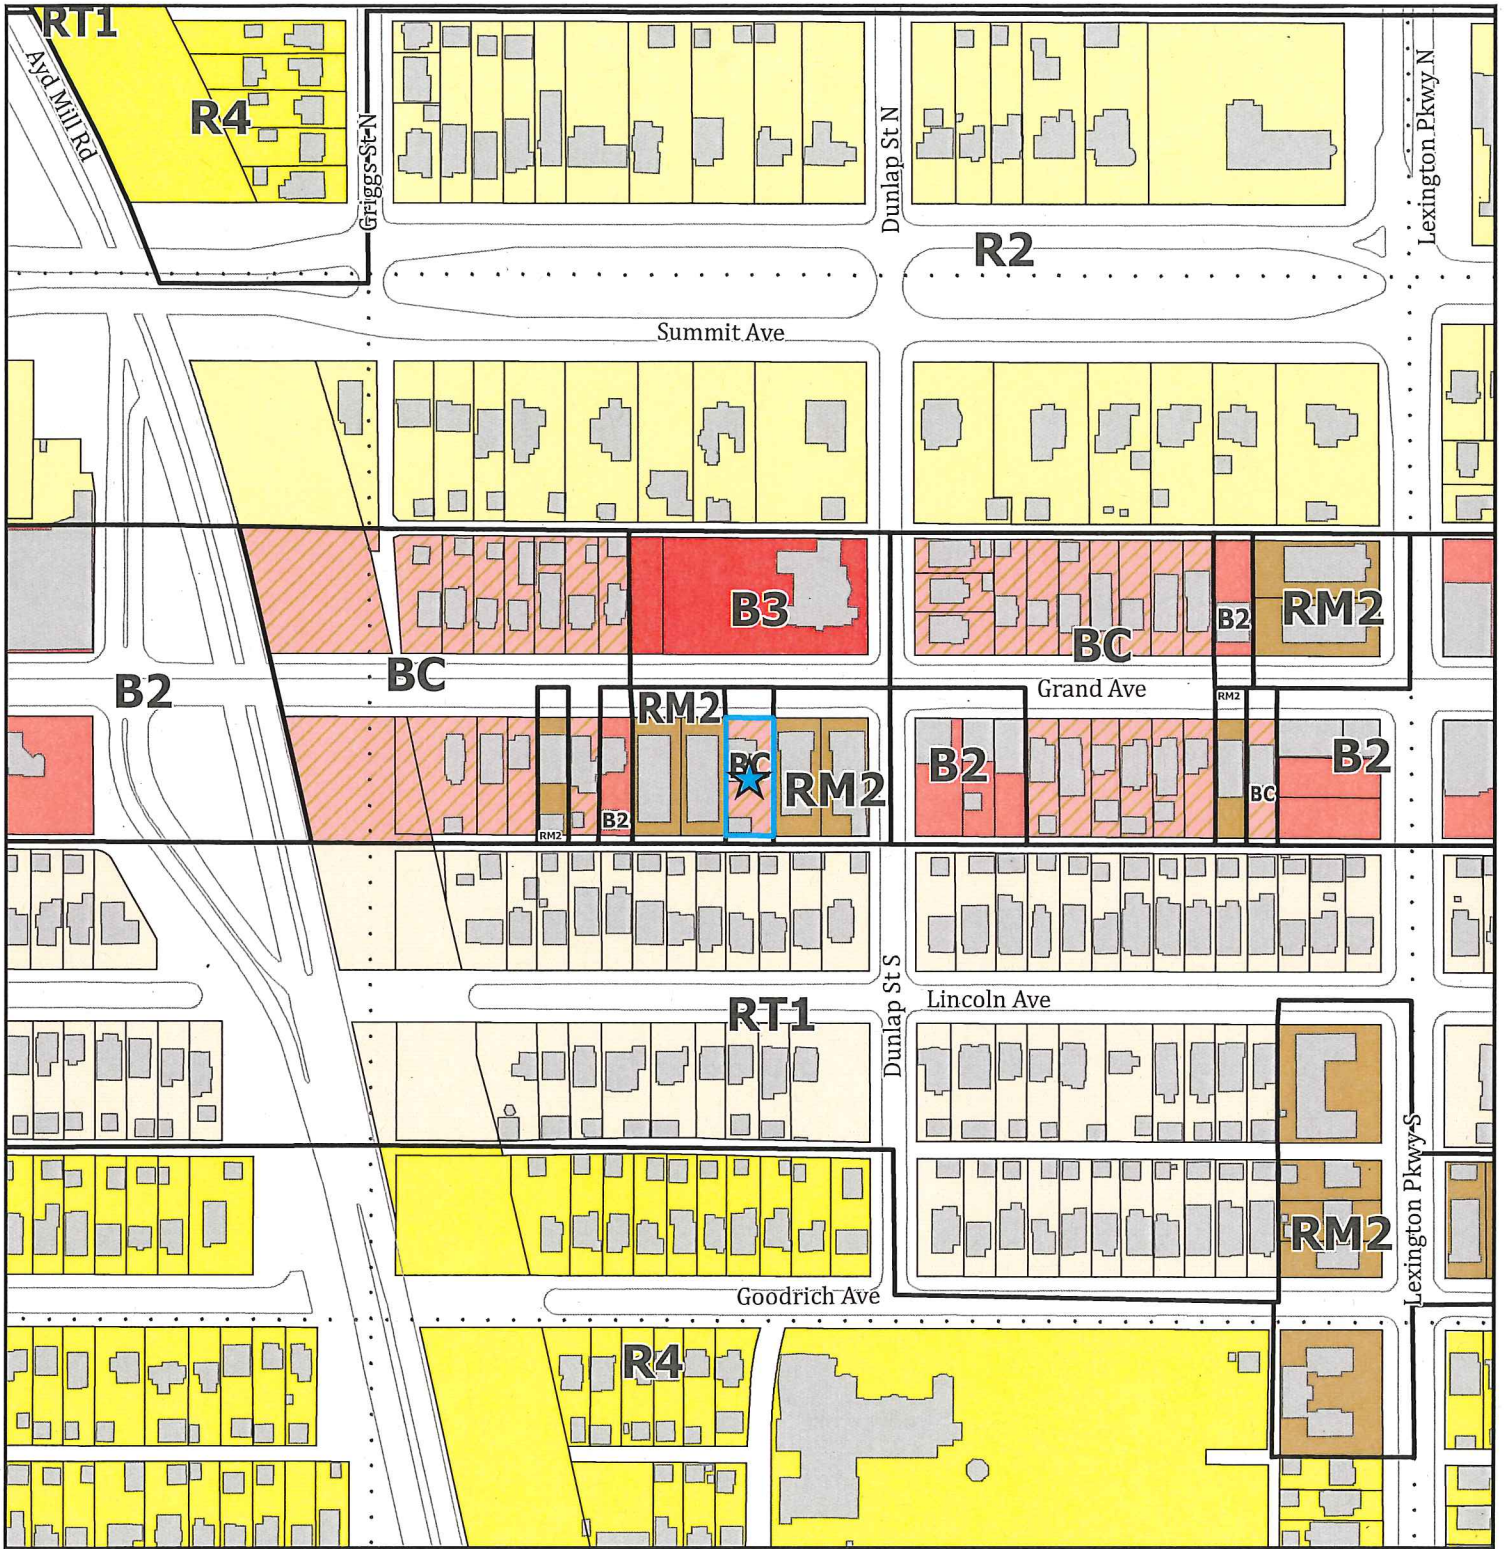 RT1
Ayd Mill Rd
R4
Griggs St N
Dunlap St N
Lexington Pkwy N
R2
Summit Ave
B3
B2
RM2
BC
BC
Grand Ave
B2
RM2
RM2
BC
B2
RM2
B2
BC
RM2
B2
RM2
Lincoln Ave
RT1
Dunlap St S
Lexington Pkwy S
RM2
Goodrich Ave
R4